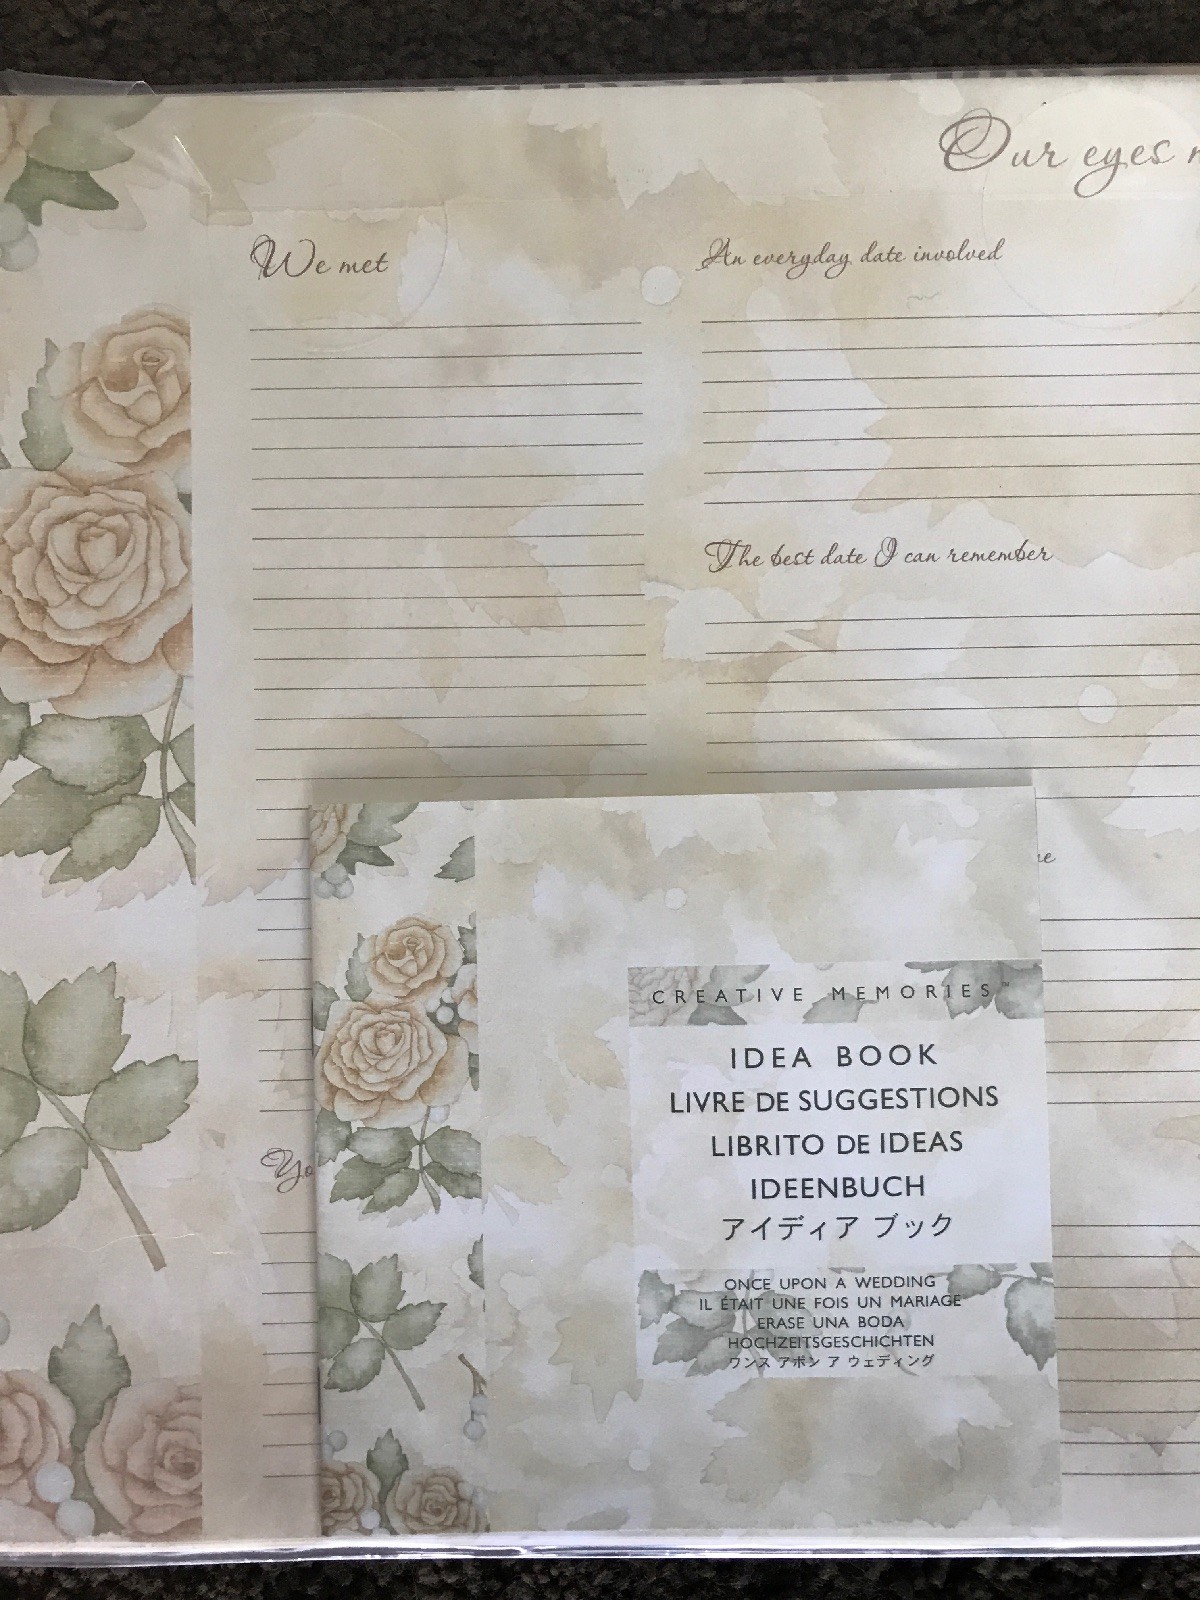 Our eyes
We met
An everyday date involved
The best date I can remember
CREATIVE MEMORIES™
IDEA BOOK
LIVRE DE SUGGESTIONS
LIBRITO DE IDEAS
IDEENBUCH
アイディア ブック
ONCE UPON A WEDDING
IL ÉTAIT UNE FOIS UN MARIAGE
ERASE UNA BODA
HOCHZEITSGESCHICHTEN
ワンス アポン ア ウェディング